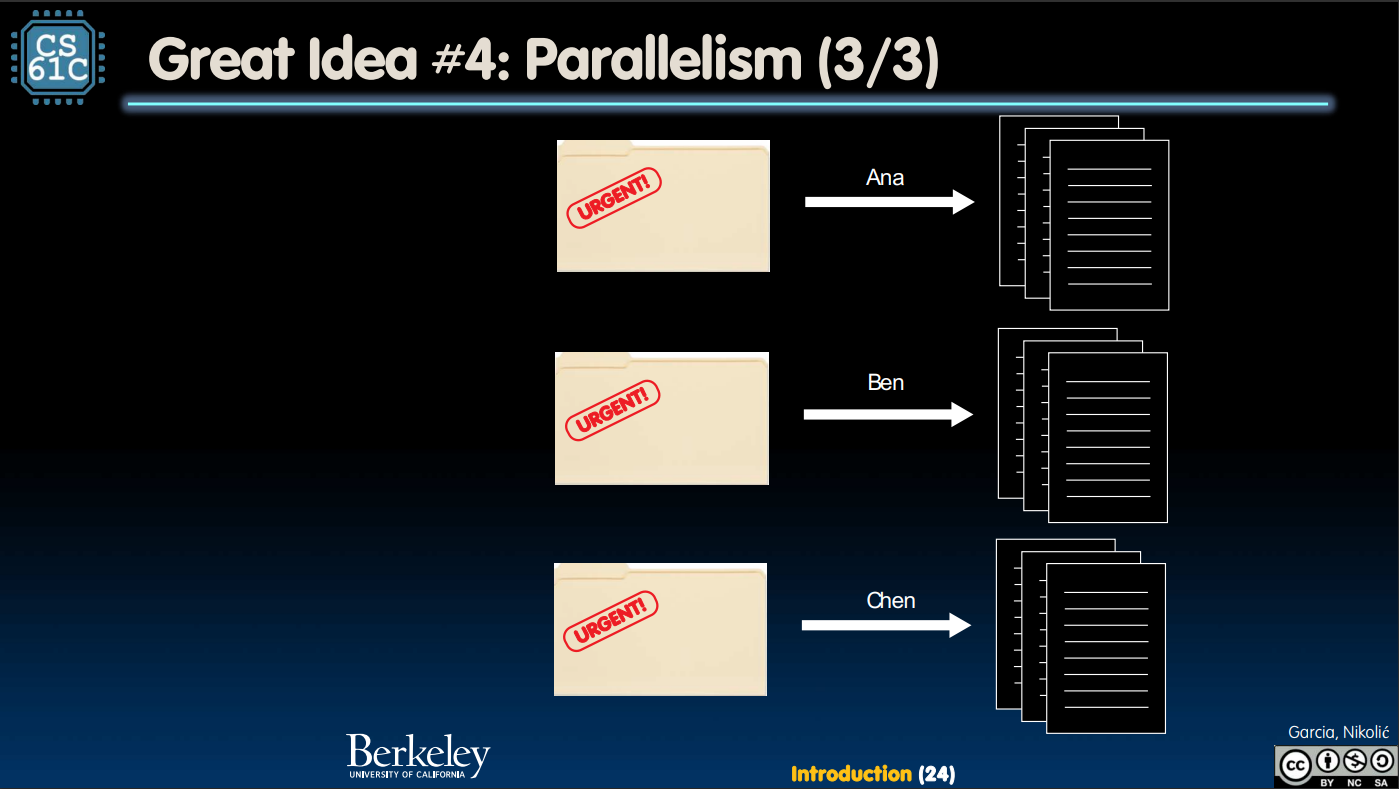 CS
61C
Great Idea #4: Parallelism (3/3)
URGENT!
Ana
URGENT!
Ben
URGENT!
Chen
Berkeley
UNIVERSITY OF CALIFORNIA
Introduction (24)
Garcia, Nikolić
cc
BY NC SA